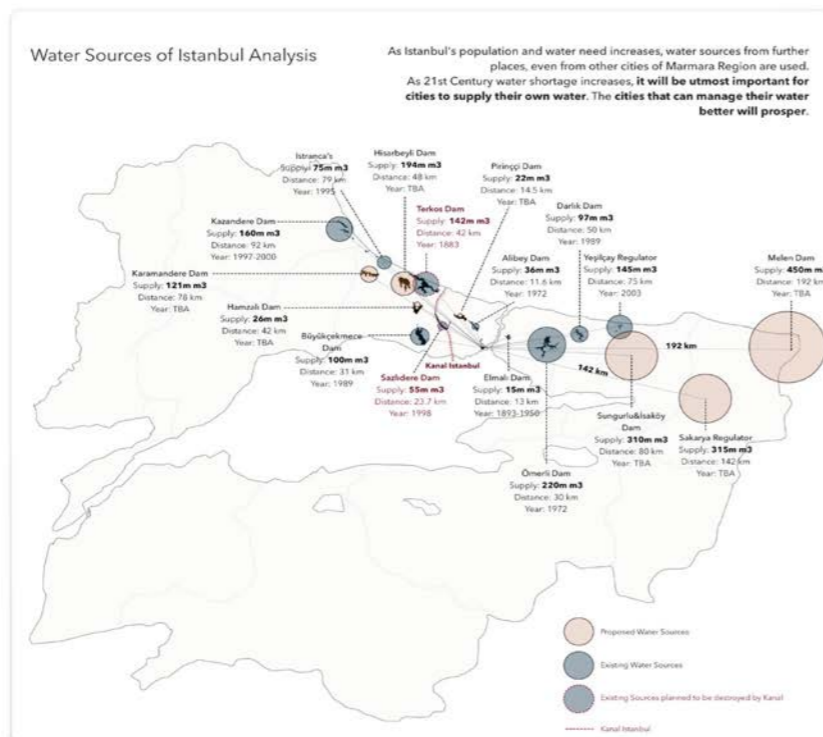 Water Sources of Istanbul Analysis
As Istanbul's population and water need increases, water sources from further
places, even from other cities of Marmara Region are used.
As 21st Century water shortage increases, it will be utmost important for
cities to supply their own water. The cities that can manage their water
better will prosper.
Istranca's
Supply: 75m m3
Distance: 79 km
Year: 1995
Hisarbeyli Dam
Supply: 194m m3
Distance: 48 km
Year: TBA
Pirinççi Dam
Supply: 22m m3
Distance: 14.5 km
Year: TBA
Terkos Dam
Supply: 142m m3
Distance: 42 km
Year: 1883
Darlık Dam
Supply: 97m m3
Distance: 50 km
Year: 1989
Kazandere Dam
Supply: 160m m3
Distance: 92 km
Year: 1997-2000
Alibey Dam
Supply: 36m m3
Distance: 11.6 km
Year: 1972
Yeşilçay Regulator
Supply: 145m m3
Distance: 75 km
Year: 2003
Melen Dam
Supply: 450m m3
Distance: 192 km
Year: TBA
Karamandere Dam
Supply: 121m m3
Distance: 78 km
Year: TBA
Hamzalı Dam
Supply: 26m m3
Distance: 42 km
Year: TBA
Büyükçekmece
Dam
Supply: 100m m3
Distance: 31 km
Year: 1989
Kanal Istanbul
Sazlıdere Dam
Supply: 55m m3
Distance: 23.7 km
Year: 1998
Elmalı Dam
Supply: 15m m3
Distance: 13 km
Year: 1893-1950
192 km
142 km
Sungurlu&İsaköy
Dam
Supply: 310m m3
Distance: 80 km
Year: TBA
Sakarya Regulator
Supply: 315m m3
Distance: 142 km
Year: TBA
Ömerli Dam
Supply: 220m m3
Distance: 30 km
Year: 1972
Proposed Water Sources
Existing Water Sources
Existing Sources planned to be destroyed by Kanal
Kanal Istanbul